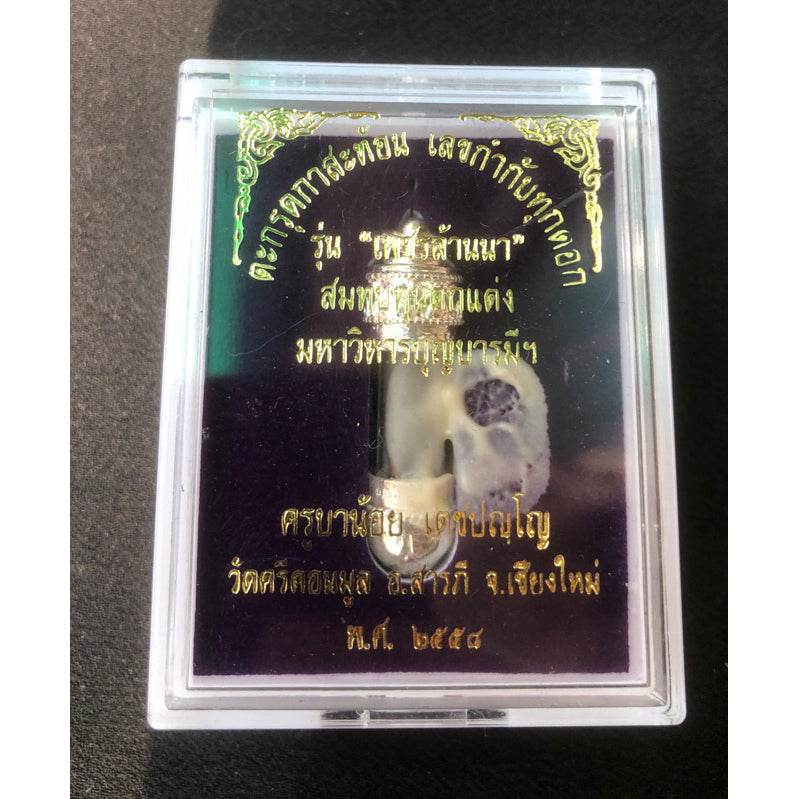 ตะกรุดกาสะท้อน เลขกำกับทุกดอก
รุ่น "เพชรล้านนา"
สมทบทุนตกแต่ง
มหาวิหารบุญบารมีฯ
ครูบาน้อย เตชปญฺโญ
วัดศรีดอนมูล อ.สารภี จ.เชียงใหม่
พ.ศ. ๒๕๕๘